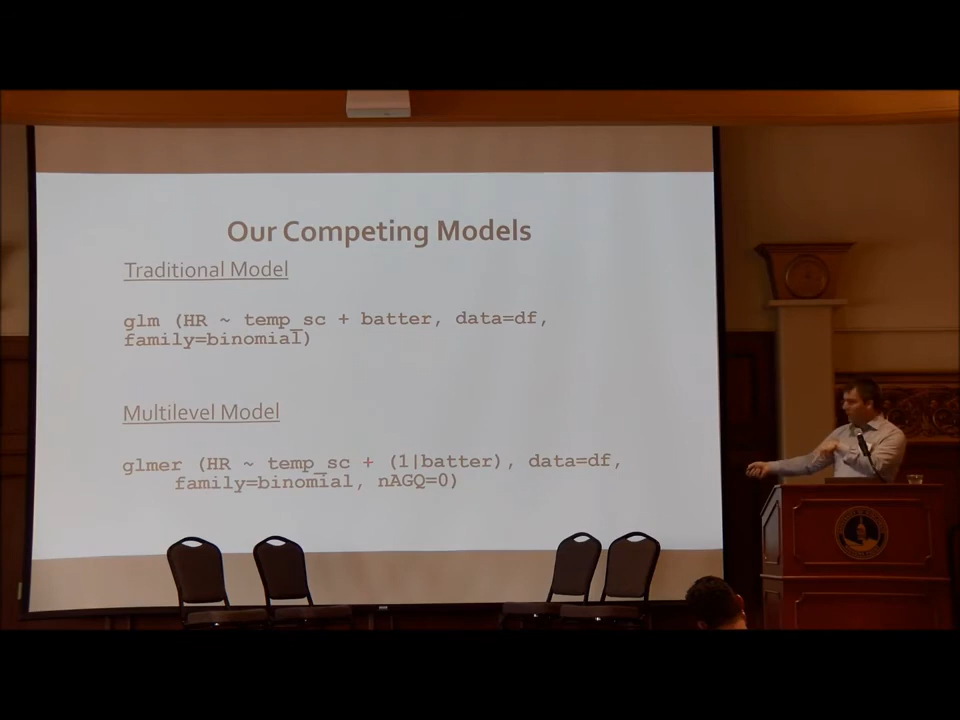 Our Competing Models
Traditional Model
glm (HR ~ temp_sc + batter, data=df,
family=binomial)
Multilevel Model
glmer (HR ~ temp_sc + (1|batter), data=df,
family=binomial, nAGQ=0)